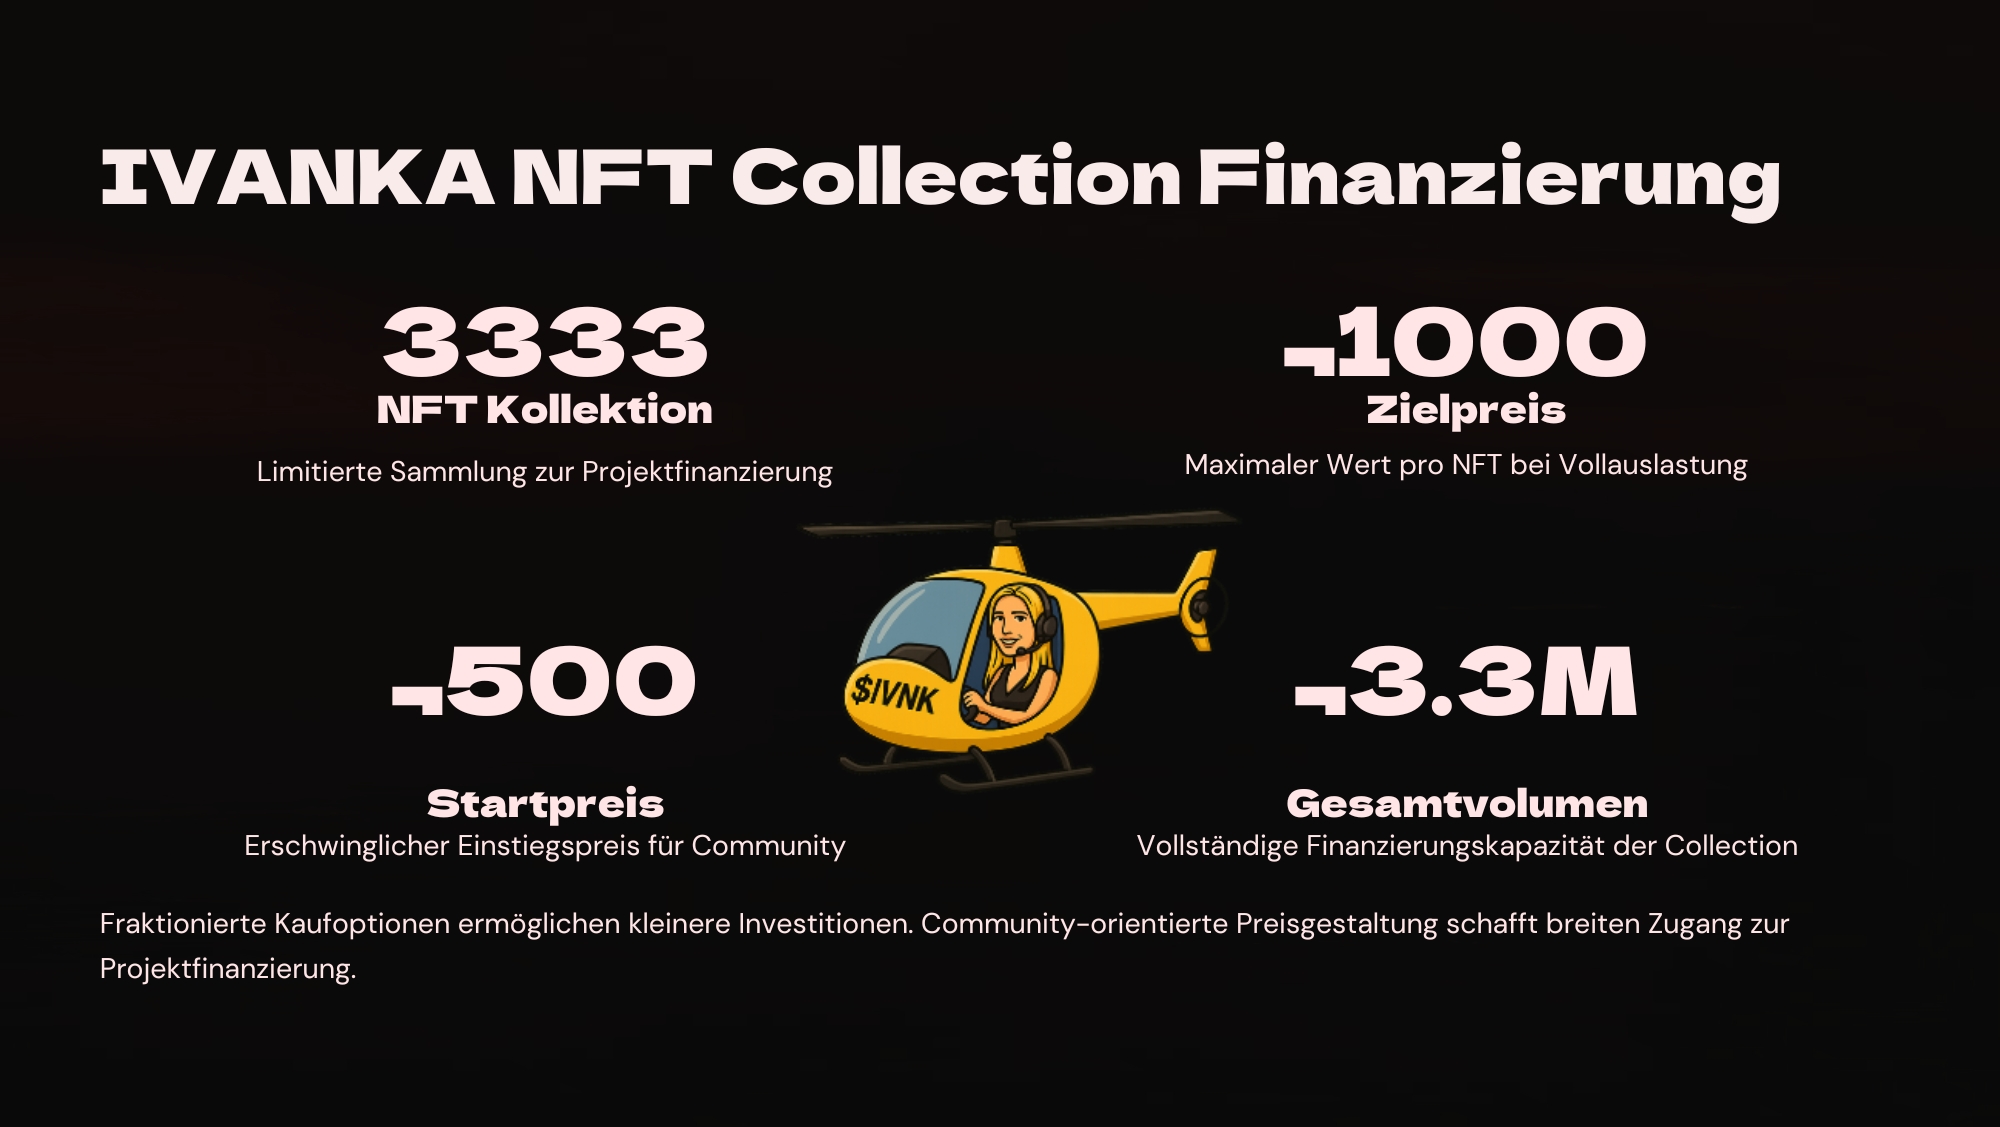 IVANKA NFT Collection Finanzierung
3333
NFT Kollektion
Limitierte Sammlung zur Projektfinanzierung
¬1000
Zielpreis
Maximaler Wert pro NFT bei Vollauslastung
$IVNK
¬500
Startpreis
Erschwinglicher Einstiegspreis für Community
¬3.3M
Gesamtvolumen
Vollständige Finanzierungskapazität der Collection
Fraktionierte Kaufoptionen ermöglichen kleinere Investitionen. Community-orientierte Preisgestaltung schafft breiten Zugang zur
Projektfinanzierung.